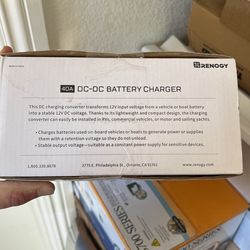 RENOGY
40A DC-DC BATTERY CHARGER
This DC charging converter transforms 12V input voltage from a vehicle or boat battery
into a stable 12V DC voltage. Thanks to its lightweight and compact design, the charging
converter can easily be installed in RVs, commercial vehicles, or motor and sailing yachts.
• Charges batteries used on-board vehicles or boats to generate power or supplies
them with a retention voltage so they won't drain.
• Stable output voltage—suitable as a constant power supply for sensitive devices.
1.800.330.8678 2775 E. Philadelphia St., Ontario, CA 91761 www.renogy.com
00 SERIES